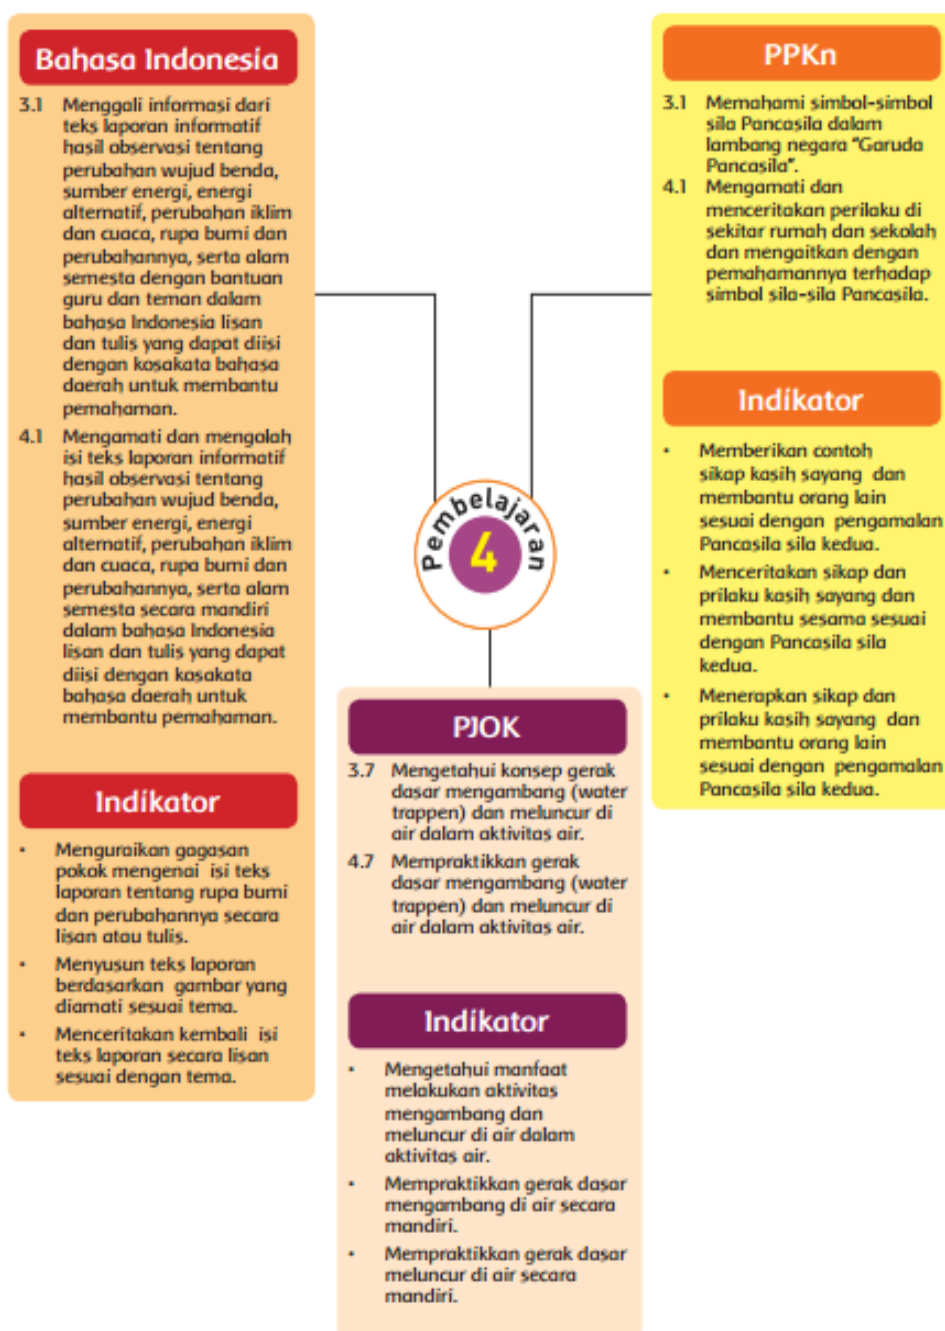 Bahasa Indonesia
3.1 Menggali informasi dari
teks laporan informatif
hasil observasi tentang
perubahan wujud benda,
sumber energi, energi
alternatif, perubahan iklim
dan cuaca, rupa bumi dan
perubahannya, serta alam
semesta dengan bantuan
guru dan teman dalam
bahasa Indonesia lisan
dan tulis yang dapat diisi
dengan kosakata bahasa
daerah untuk membantu
pemahaman.
4.1 Mengamati dan mengolah
isi teks laporan informatif
hasil observasi tentang
perubahan wujud benda,
sumber energi, energi
alternatif, perubahan iklim
dan cuaca, rupa bumi dan
perubahannya, serta alam
semesta secara mandiri
dalam bahasa Indonesia
lisan dan tulis yang dapat
diisi dengan kosakata
bahasa daerah untuk
membantu pemahaman.
Indikator
• Menguraikan gagasan
pokok mengenai isi teks
laporan tentang rupa bumi
dan perubahannya secara
lisan atau tulis.
• Menyusun teks laporan
berdasarkan gambar yang
diamati sesuai tema.
• Menceritakan kembali isi
teks laporan secara lisan
sesuai dengan tema.
PPKn
3.1 Memahami simbol-simbol
sila Pancasila dalam
lambang negara "Garuda
Pancasila".
4.1 Mengamati dan
menceritakan perilaku di
sekitar rumah dan sekolah
dan mengaitkan dengan
pemahamannya terhadap
simbol sila-sila Pancasila.
Indikator
• Memberikan contoh
sikap kasih sayang dan
membantu orang lain
sesuai dengan pengamalan
Pancasila sila kedua.
• Menceritakan sikap dan
prilaku kasih sayang dan
membantu sesama sesuai
dengan Pancasila sila
kedua.
• Menerapkan sikap dan
prilaku kasih sayang dan
membantu orang lain
sesuai dengan pengamalan
Pancasila sila kedua.
Pembelajaran
4
PJOK
3.7 Mengetahui konsep gerak
dasar mengambang (water
trappen) dan meluncur di
air dalam aktivitas air.
4.7 Mempraktikkan gerak
dasar mengambang (water
trappen) dan meluncur di
air dalam aktivitas air.
Indikator
• Mengetahui manfaat
melakukan aktivitas
mengambang dan
meluncur di air dalam
aktivitas air.
• Mempraktikkan gerak dasar
mengambang di air secara
mandiri.
• Mempraktikkan gerak dasar
meluncur di air secara
mandiri.